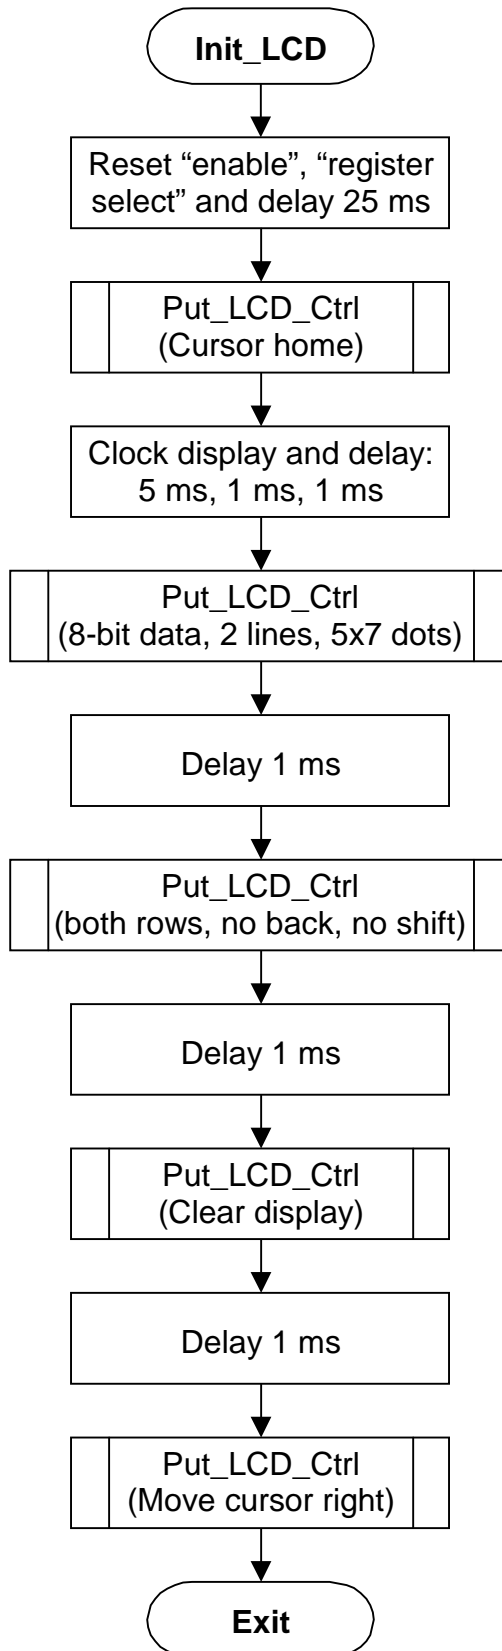 Init_LCD
Reset “enable”, “register
select” and delay 25 ms
Put_LCD_Ctrl
(Cursor home)
Clock display and delay:
5 ms, 1 ms, 1 ms
Put_LCD_Ctrl
(8-bit data, 2 lines, 5x7 dots)
Delay 1 ms
Put_LCD_Ctrl
(both rows, no back, no shift)
Delay 1 ms
Put_LCD_Ctrl
(Clear display)
Delay 1 ms
Put_LCD_Ctrl
(Move cursor right)
Exit